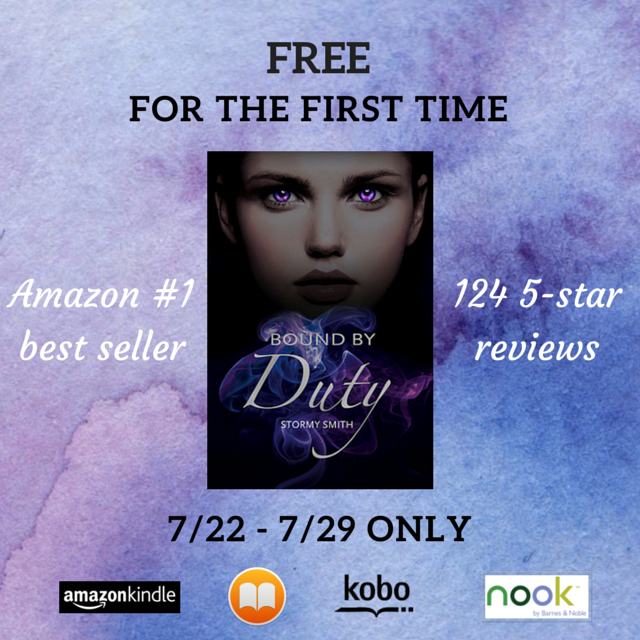 FREE
FOR THE FIRST TIME
Amazon #1
best seller
BOUND BY
Duty
STORMY SMITH
124 5-star
reviews
7/22 - 7/29 ONLY
amazonkindle
kobo
nook™
by Barnes & Noble